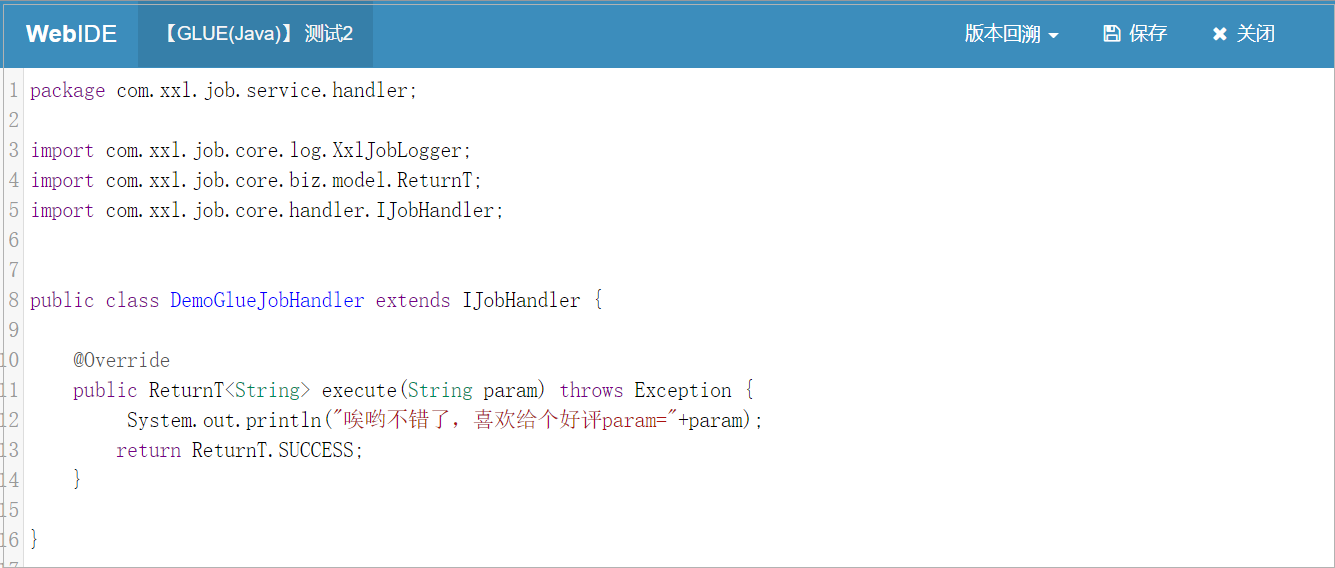 WebIDE 【GLUE(Java)】 测试2 版本回溯 保存 关闭
1 package com.xxl.job.service.handler;
2
3 import com.xxl.job.core.log.XxlJobLogger;
4 import com.xxl.job.core.biz.model.ReturnT;
5 import com.xxl.job.core.handler.IJobHandler;
6
7
8 public class DemoGlueJobHandler extends IJobHandler {
9
10     @Override
11     public ReturnT<String> execute(String param) throws Exception {
12          System.out.println("唉哟不错了，喜欢给个好评param="+param);
13         return ReturnT.SUCCESS;
14     }
15
16 }
17